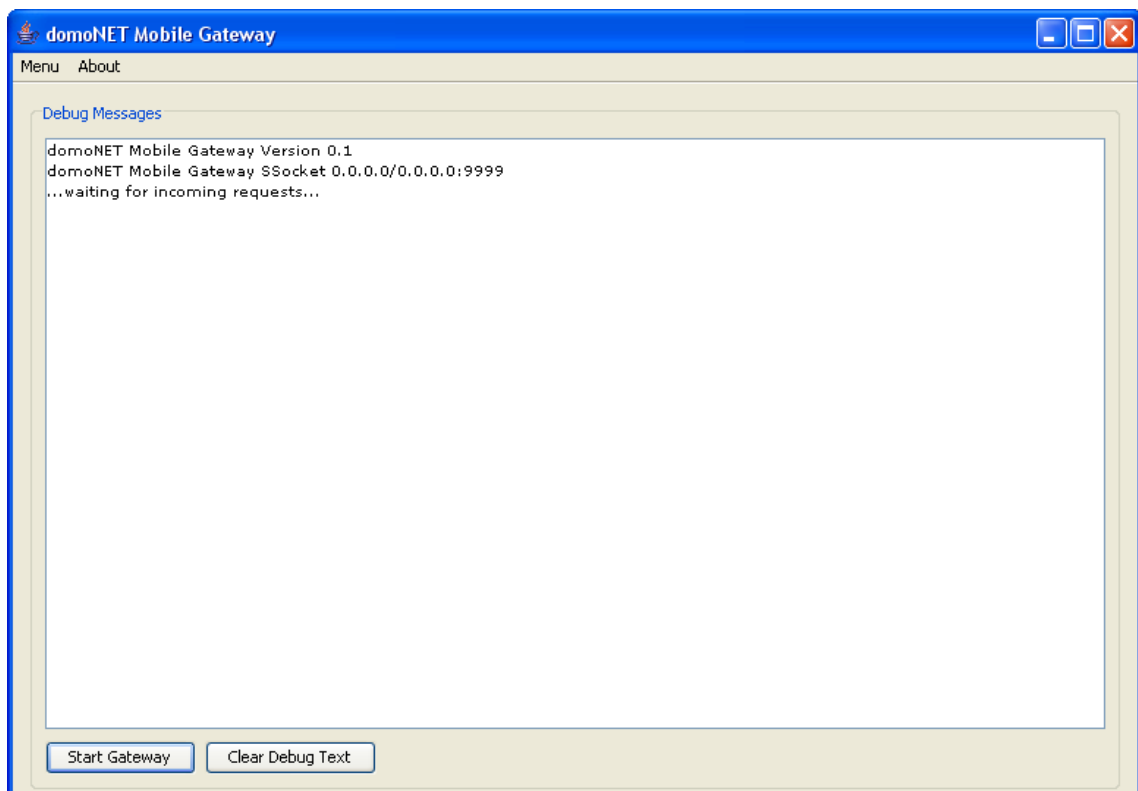 domoNET Mobile Gateway
Menu About
Debug Messages
domoNET Mobile Gateway Version 0.1
domoNET Mobile Gateway SSocket 0.0.0.0/0.0.0.0:9999
...waiting for incoming requests...
Start Gateway Clear Debug Text